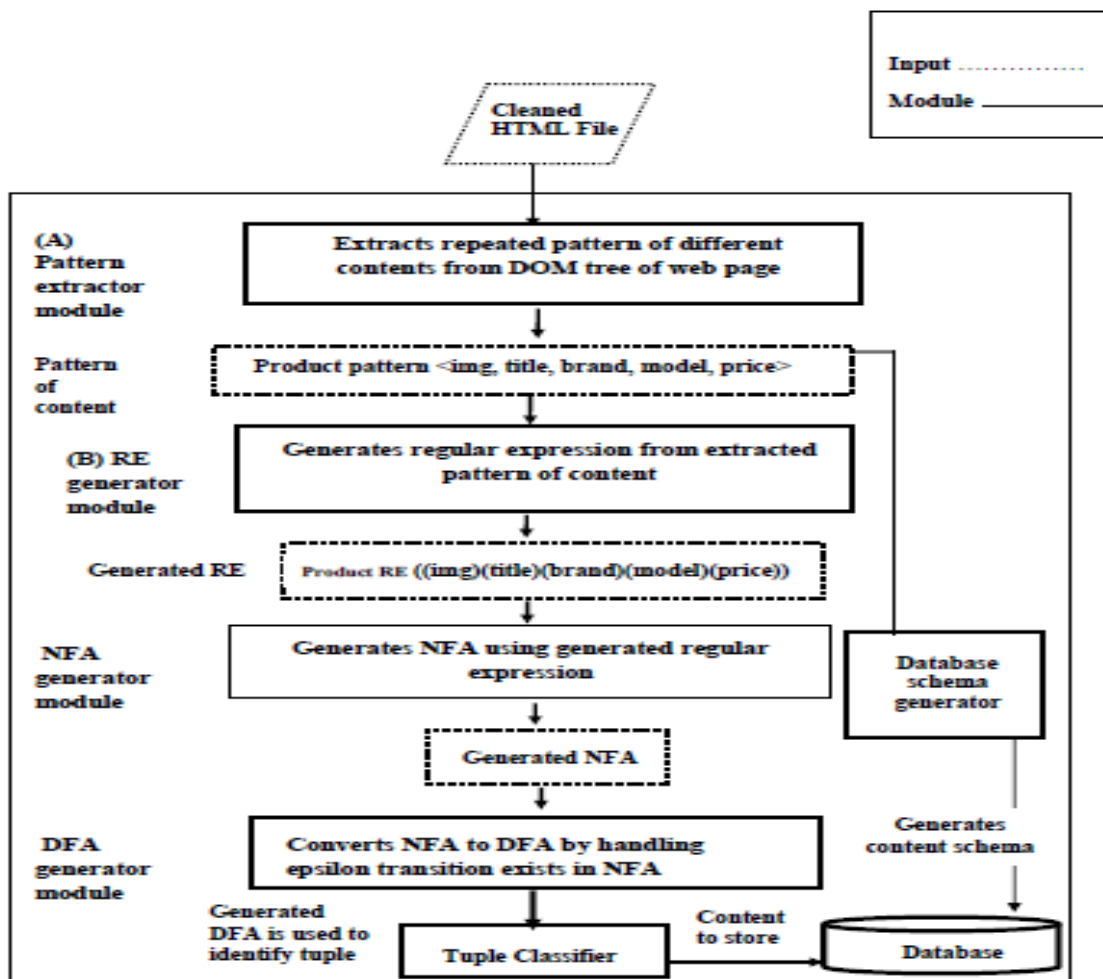 Input ................
Module
Cleaned
HTML File
(A)
Pattern
extractor
module
Extracts repeated pattern of different
contents from DOM tree of web page
Pattern
of
content
Product pattern <img, title, brand, model, price>
(B) RE
generator
module
Generates regular expression from extracted
pattern of content
Generated RE
Product RE ((img)(title)(brand)(model)(price))
NFA
generator
module
Generates NFA using generated regular
expression
Database
schema
generator
Generated NFA
DFA
generator
module
Converts NFA to DFA by handling
epsilon transition exists in NFA
Generates
content schema
Generated
DFA is used to
identify tuple
Tuple Classifier
Content
to store
Database